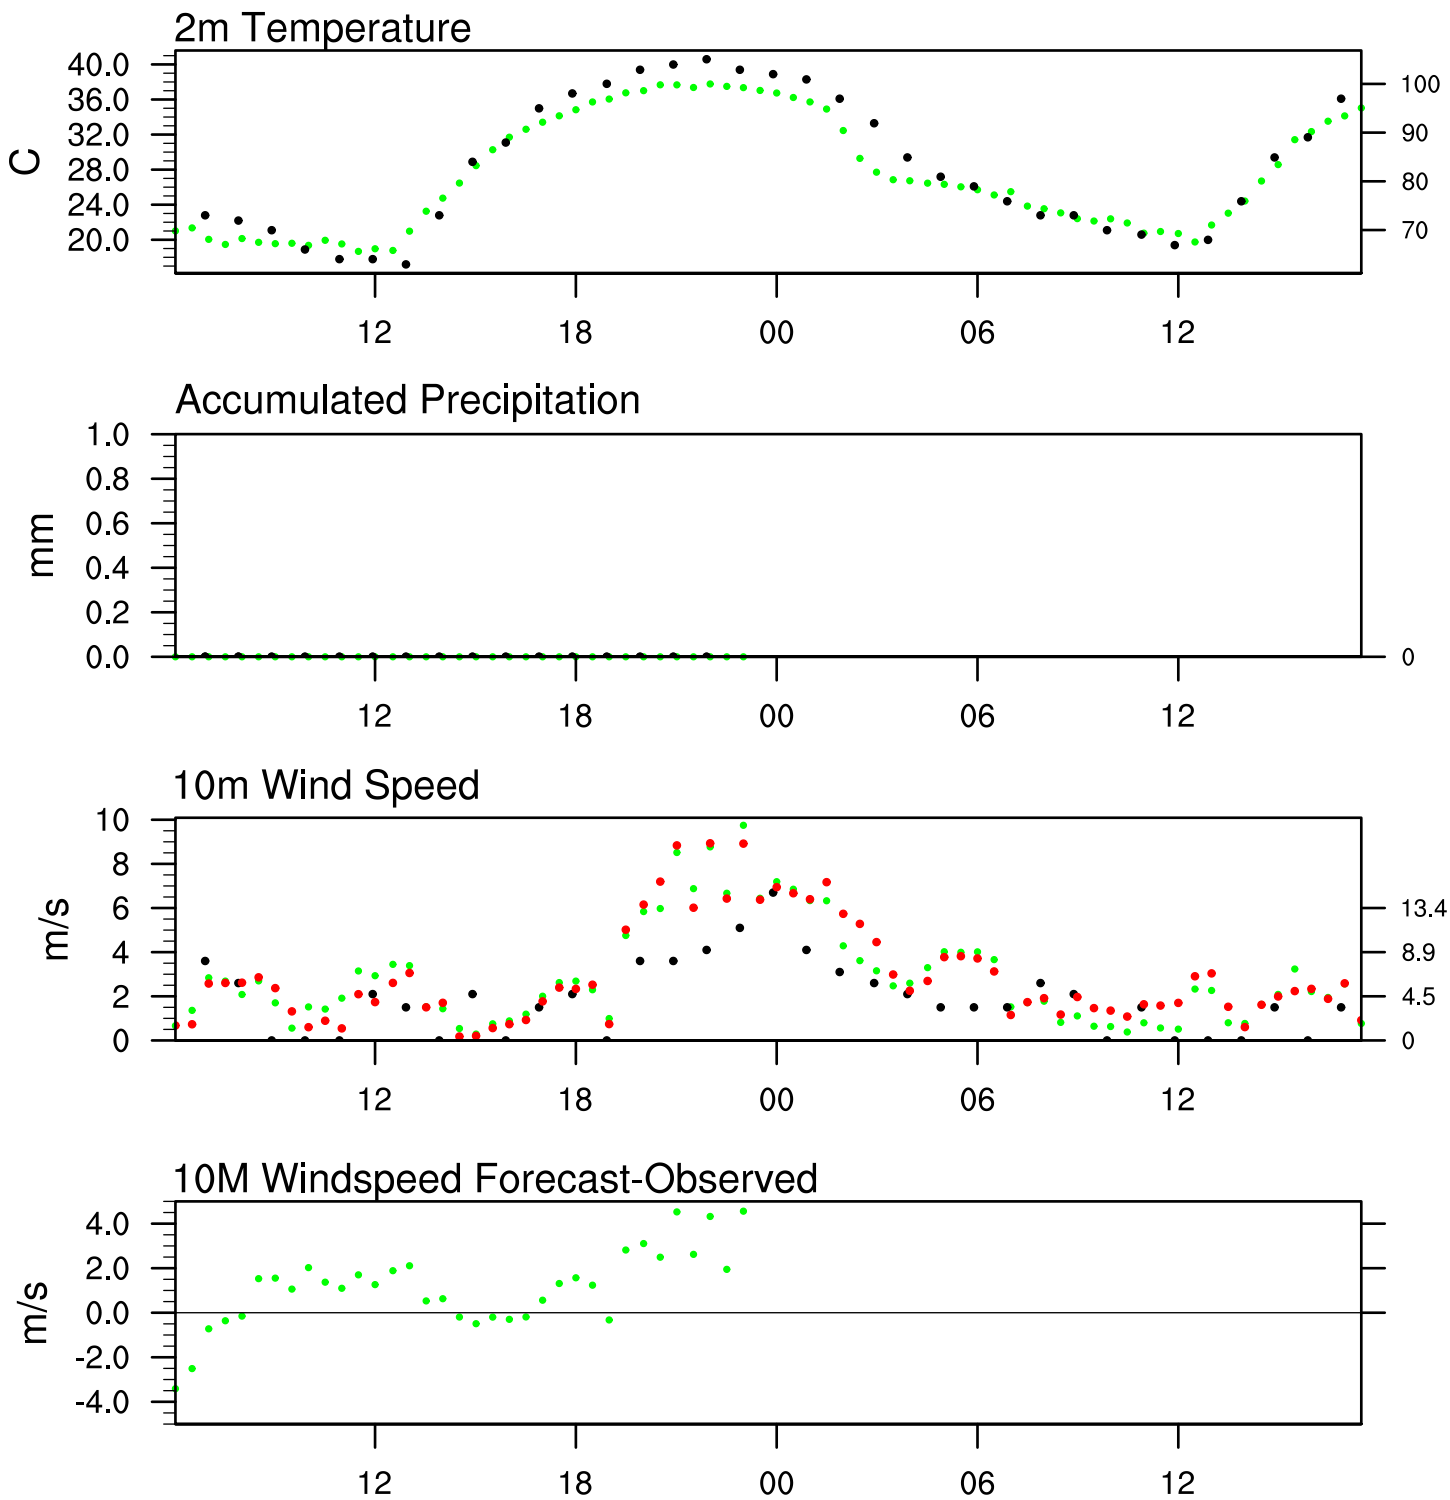 2m Temperature
40.0
36.0
32.0
28.0
24.0
20.0
C
100
90
80
70
12 18 00 06 12
Accumulated Precipitation
1.0
0.8
0.6
0.4
0.2
0.0
mm
0
12 18 00 06 12
10m Wind Speed
10
8
6
4
2
0
m/s
13.4
8.9
4.5
0
12 18 00 06 12
10M Windspeed Forecast-Observed
4.0
2.0
0.0
-2.0
-4.0
m/s
12 18 00 06 12